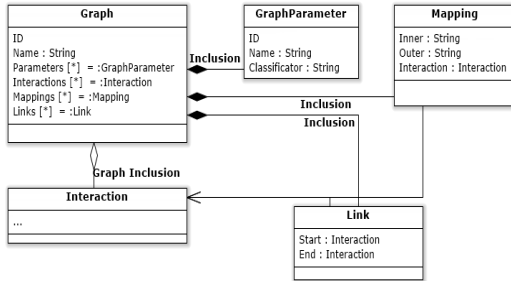 Graph
ID
Name : String
Parameters [*] = :GraphParameter
Interactions [*] = :Interaction
Mappings [*] = :Mapping
Links [*] = :Link
GraphParameter
ID
Name : String
Classificator : String
Mapping
Inner : String
Outer : String
Interaction : Interaction
Inclusion
Inclusion
Inclusion
Graph Inclusion
Interaction
...
Link
Start : Interaction
End : Interaction